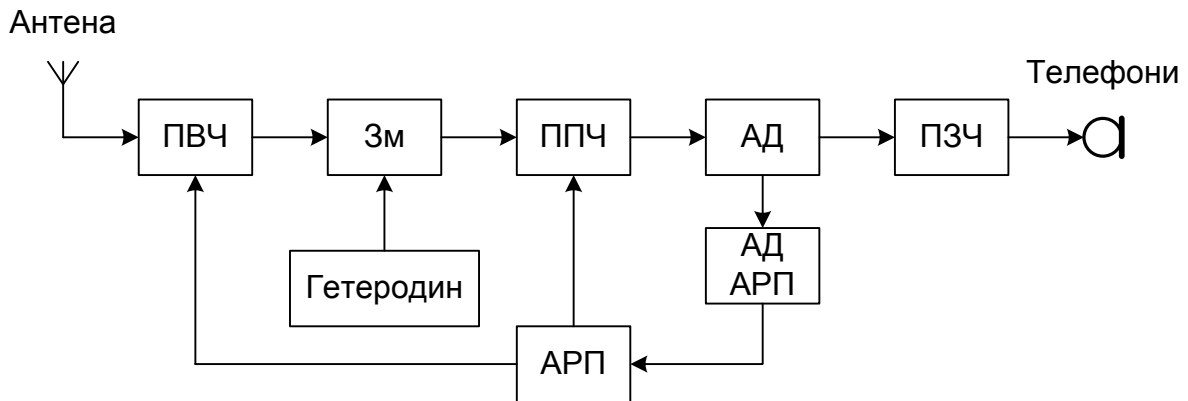 Антена
Телефони
ПВЧ
Зм
ППЧ
АД
ПЗЧ
АД
АРП
Гетеродин
АРП